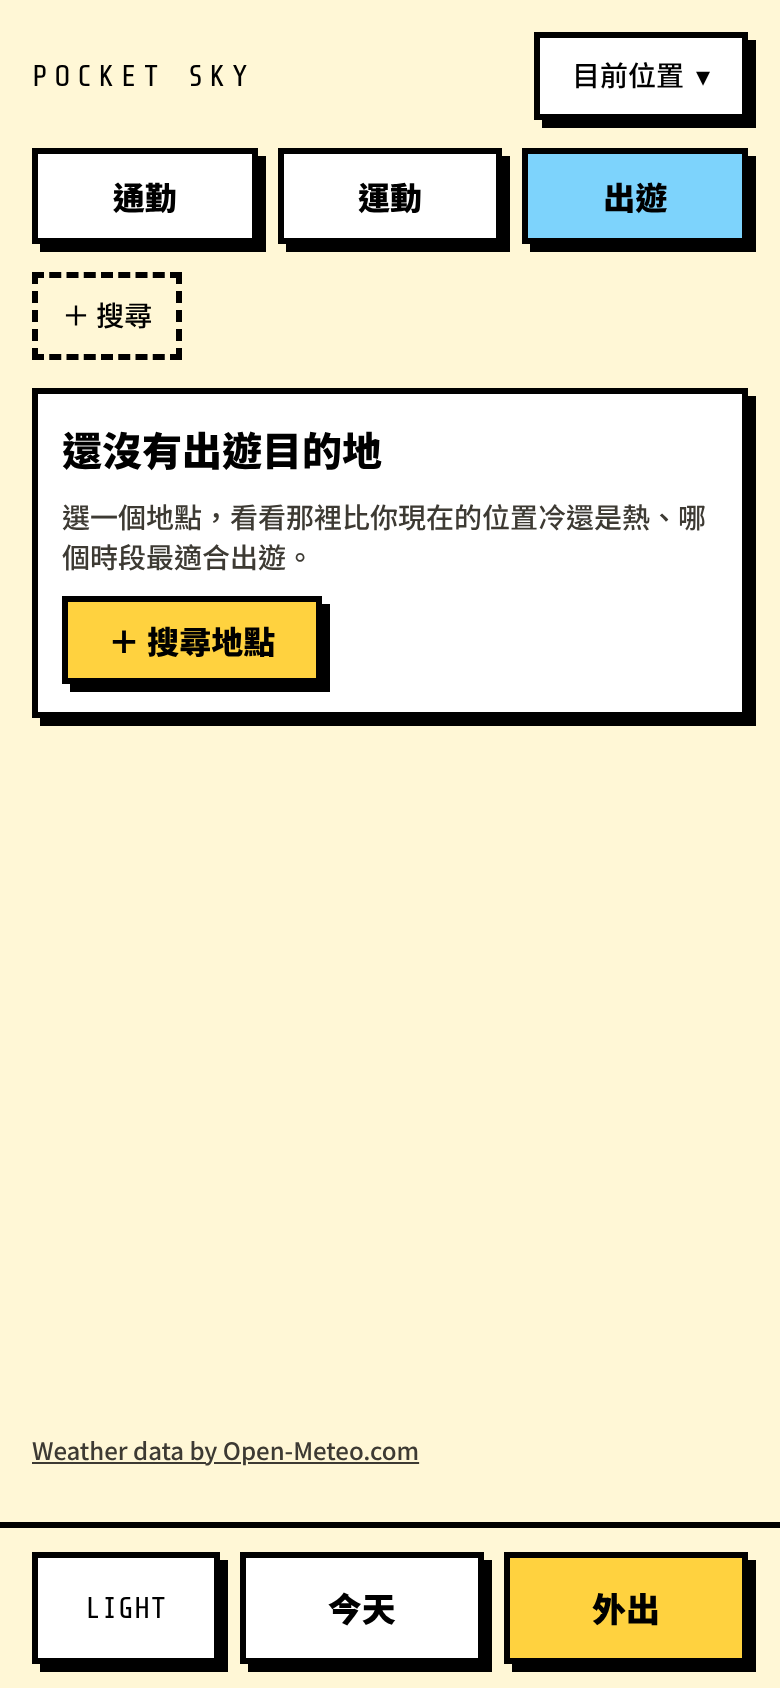 POCKET SKY
目前位置 ▼
通勤
運動
出遊
＋ 搜尋
還沒有出遊目的地
選一個地點，看看那裡比你現在的位置冷還是熱、哪
個時段最適合出遊。
＋ 搜尋地點
Weather data by Open-Meteo.com
LIGHT
今天
外出